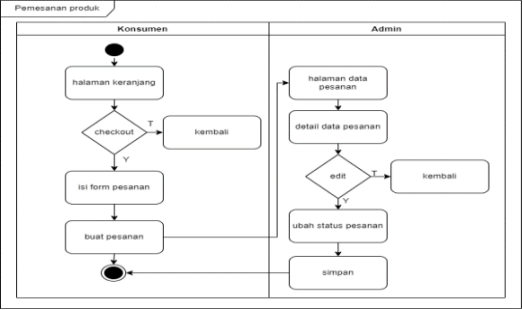 Pemesanan produk
Konsumen
Admin
halaman keranjang
checkout
T
kembali
Y
isi form pesanan
buat pesanan
halaman data
pesanan
detail data pesanan
edit
T
kembali
Y
ubah status pesanan
simpan